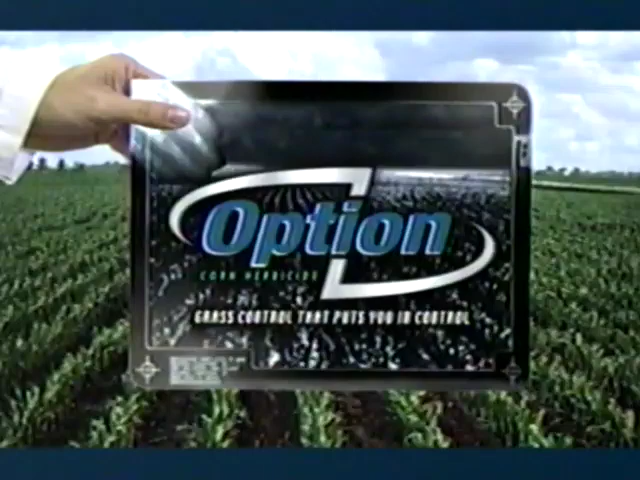 Option
CORN HERBICIDE
GRASS CONTROL THAT PUTS YOU IN CONTROL